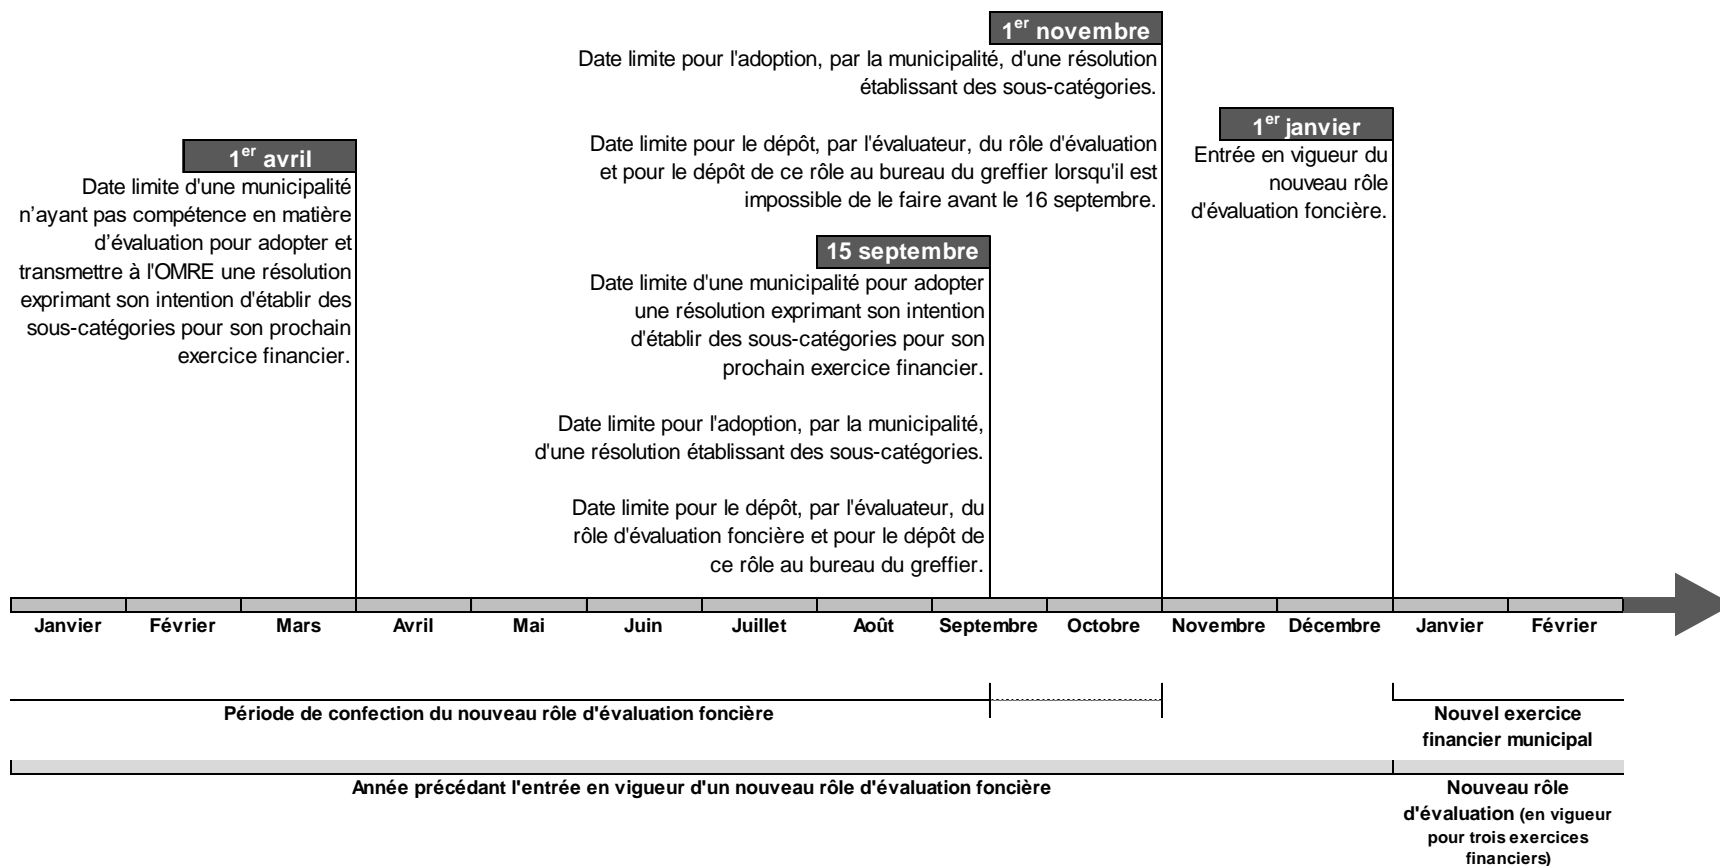 1er novembre
Date limite pour l'adoption, par la municipalité, d'une résolution
établissant des sous-catégories.
Date limite pour le dépôt, par l'évaluateur, du rôle d'évaluation
et pour le dépôt de ce rôle au bureau du greffier lorsqu'il est
impossible de le faire avant le 16 septembre.
1er janvier
Entrée en vigueur du
nouveau rôle
d'évaluation foncière.
1er avril
Date limite d'une municipalité
n'ayant pas compétence en matière
d'évaluation pour adopter et
transmettre à l'OMRE une résolution
exprimant son intention d'établir des
sous-catégories pour son prochain
exercice financier.
15 septembre
Date limite d'une municipalité pour adopter
une résolution exprimant son intention
d'établir des sous-catégories pour son
prochain exercice financier.
Date limite pour l'adoption, par la municipalité,
d'une résolution établissant des sous-catégories.
Date limite pour le dépôt, par l'évaluateur, du
rôle d'évaluation foncière et pour le dépôt de
ce rôle au bureau du greffier.
Janvier Février Mars Avril Mai Juin Juillet Août Septembre Octobre Novembre Décembre Janvier Février
Période de confection du nouveau rôle d'évaluation foncière
Nouvel exercice
financier municipal
Année précédant l'entrée en vigueur d'un nouveau rôle d'évaluation foncière
Nouveau rôle
d'évaluation (en vigueur
pour trois exercices
financiers)